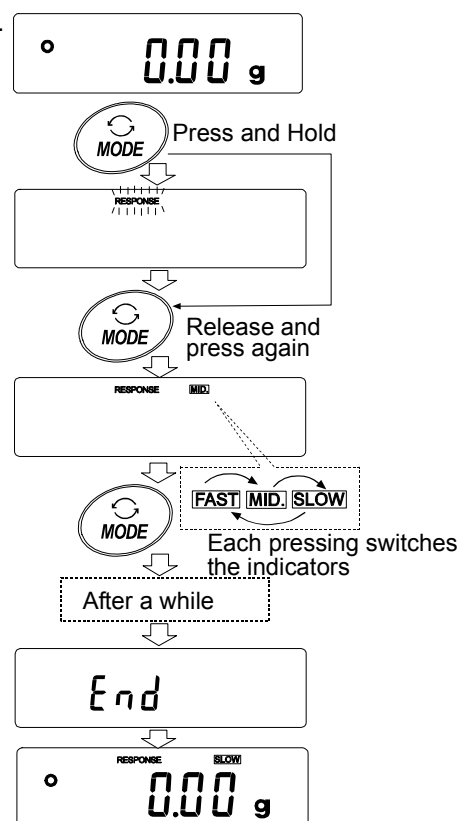 0.00 g
MODE
Press and Hold
RESPONSE
MODE
Release and
press again
RESPONSE MID.
FAST MID. SLOW
MODE
Each pressing switches
the indicators
After a while
End
RESPONSE SLOW
0.00 g